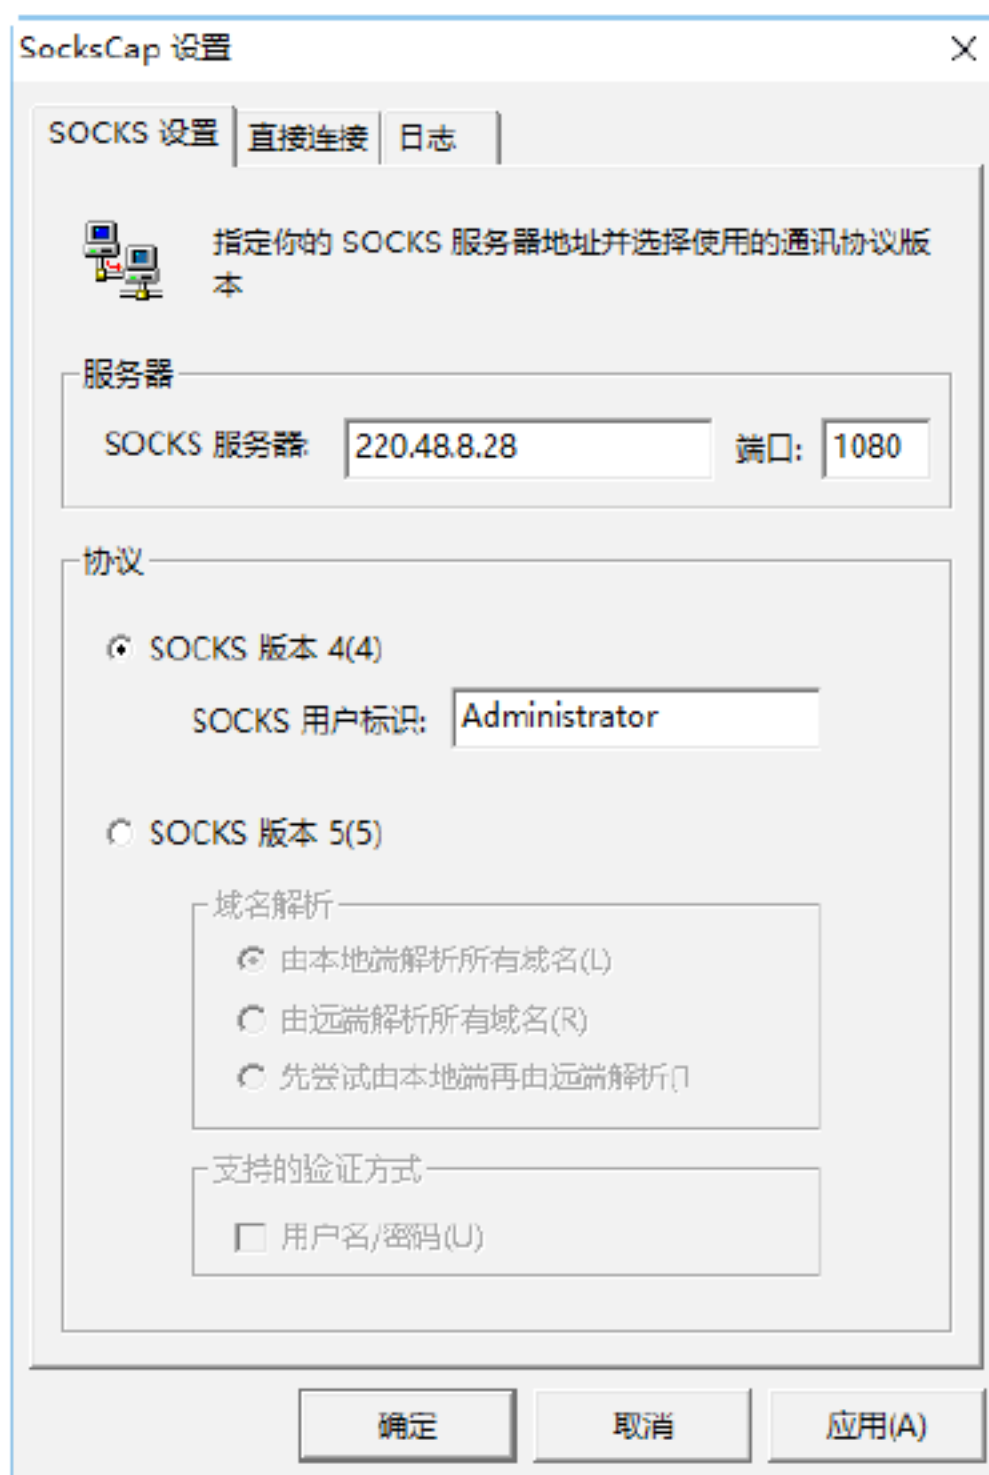 SocksCap 设置
SOCKS 设置
直接连接
日志
指定你的 SOCKS 服务器地址并选择使用的通讯协议版
本
服务器
SOCKS 服务器:
220.48.8.28
端口:
1080
协议
SOCKS 版本 4(4)
SOCKS 用户标识:
Administrator
SOCKS 版本 5(5)
域名解析
由本地端解析所有域名(L)
由远端解析所有域名(R)
先尝试由本地端再由远端解析(
支持的验证方式
用户名/密码(U)
确定
取消
应用(A)